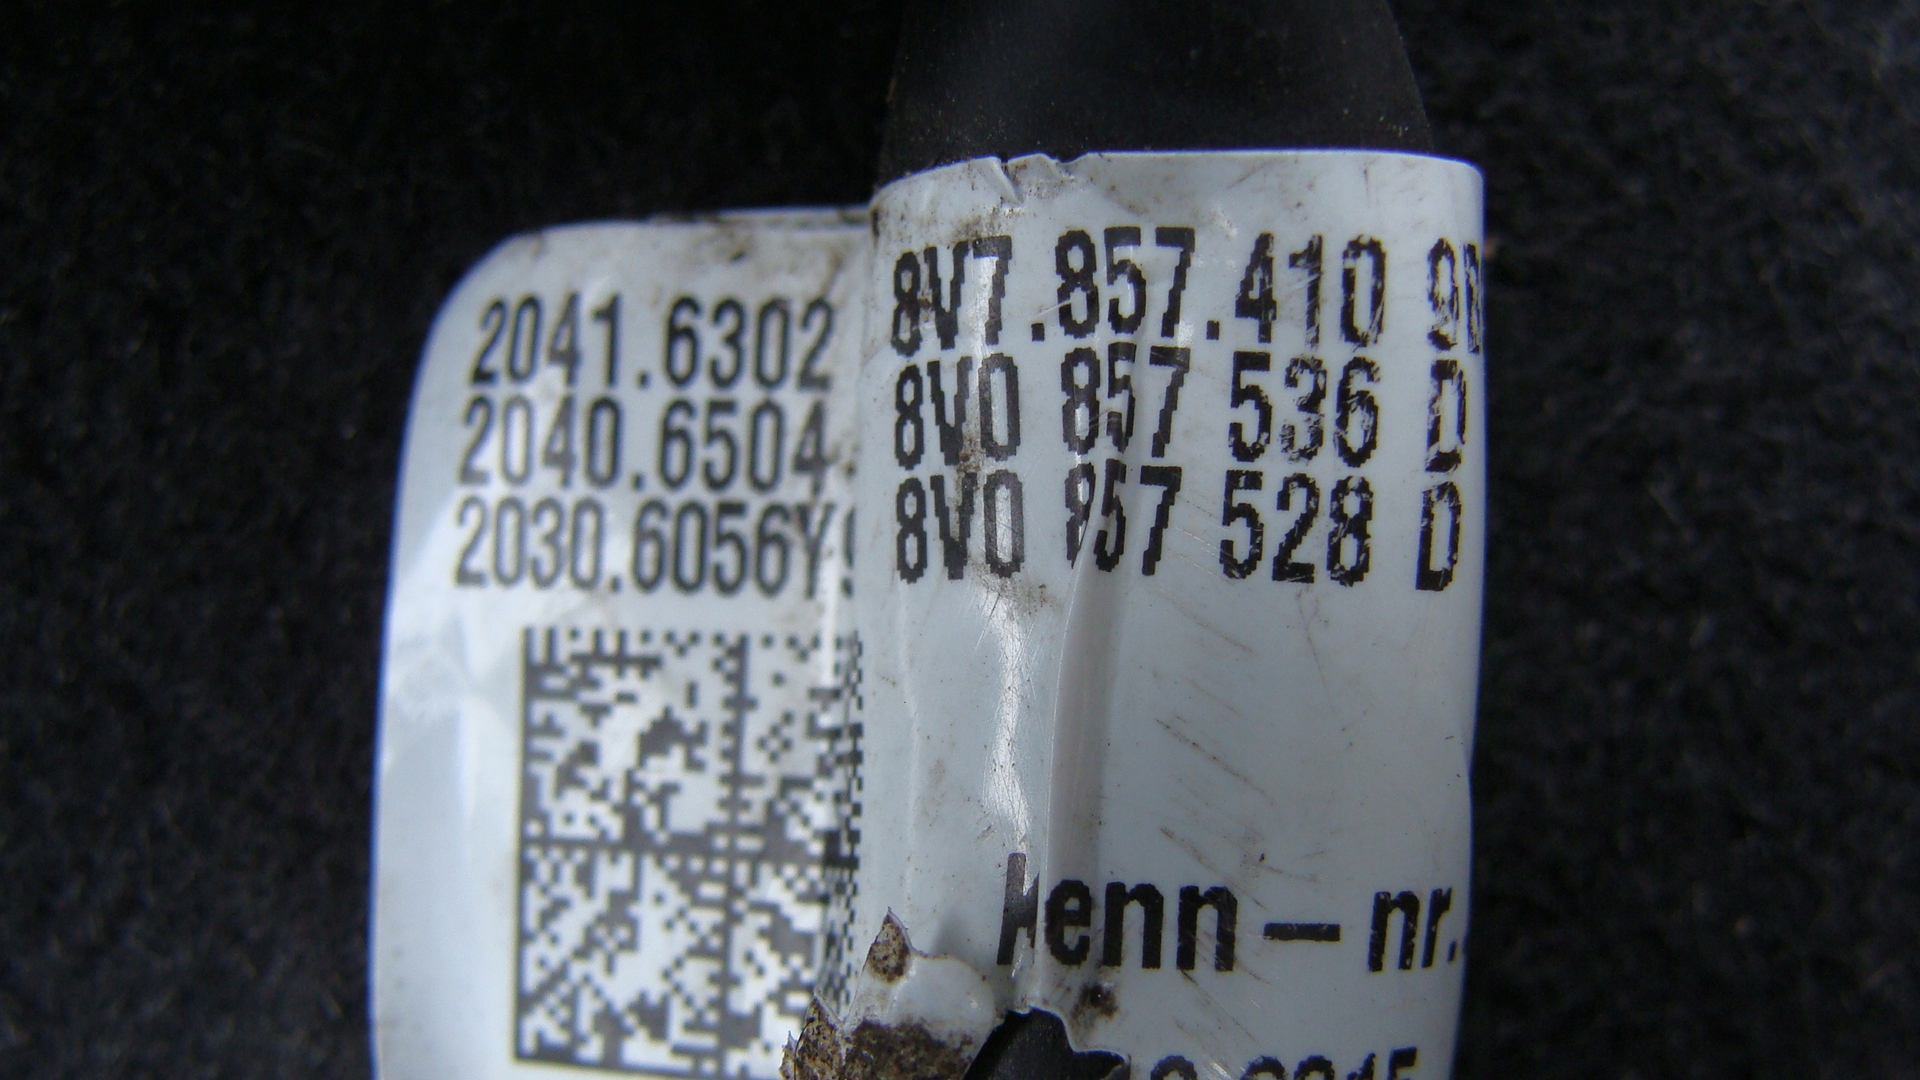 2041.6302
2040.6504
2030.6056Y
8V7.857.410
8V0 857 536 D
8V0 857 528 D
Henn-nr.